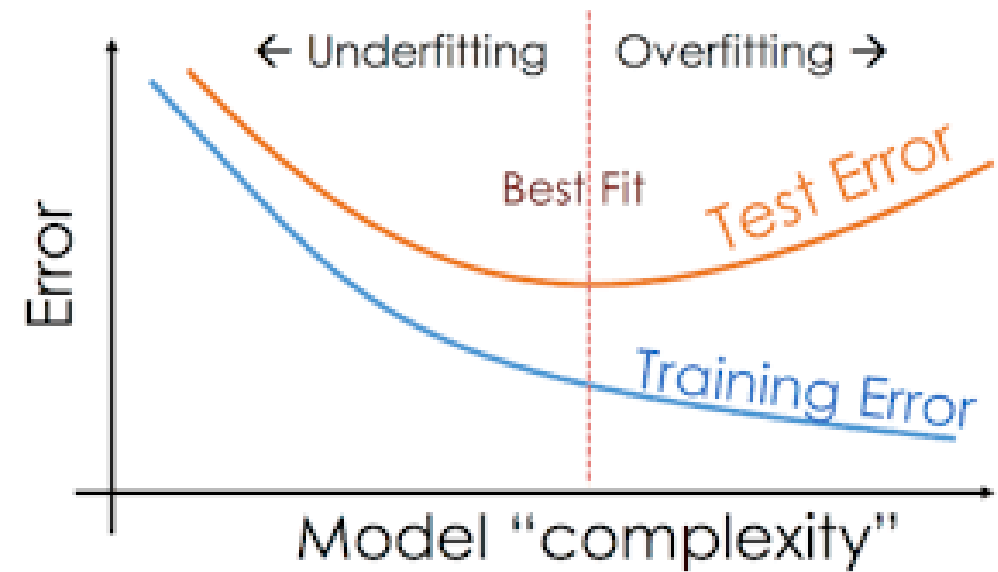 ← Underfitting
Overfitting →
Best Fit
Test Error
Error
Training Error
Model “complexity”